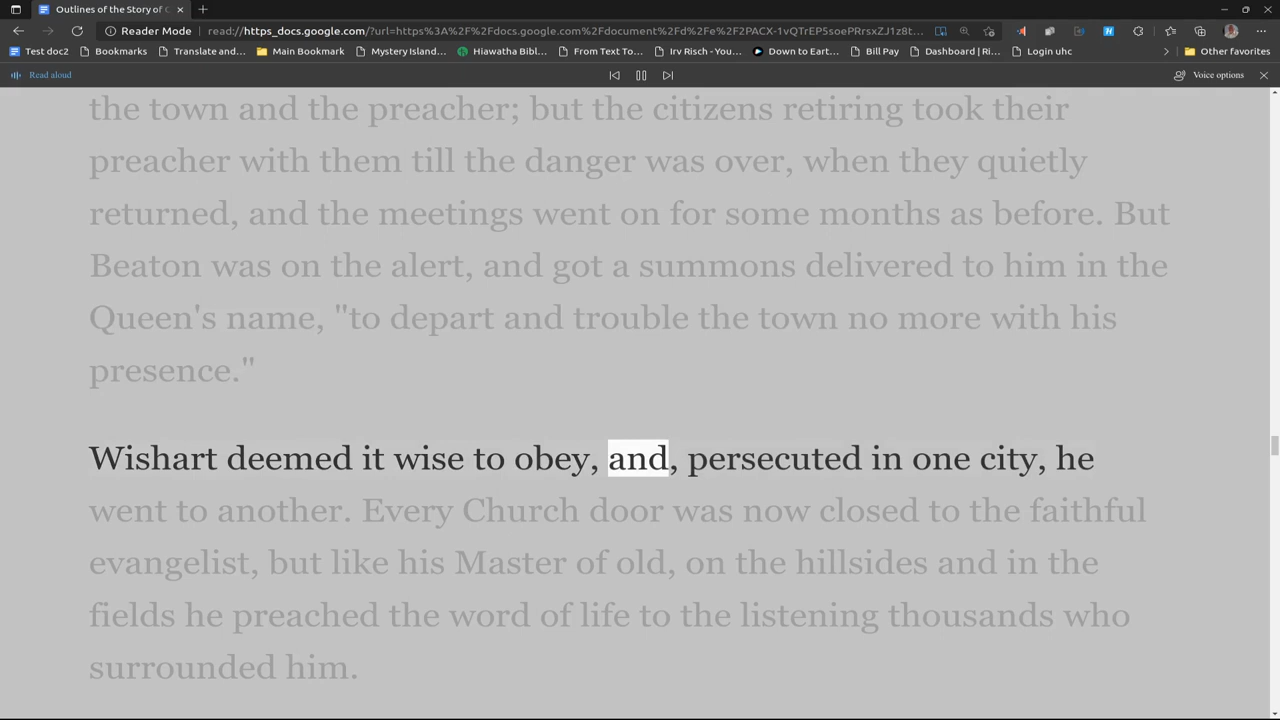 Outlines of the Story of
Reader Mode
read://https_docs.google.com/?url=https%3A%2F%2Fdocs.google.com%2Fdocument%2Fd%2Fe%2F2PACX-1vQTrEP5ssoePRrsxZJ1z8t...
Test doc2 Bookmarks Translate and... Main Bookmark Mystery Island... Hiawatha Bibl... From Text To... Irv Risch - You... Down to Eart... Bill Pay Dashboard | Ri... Login uhc Other favorites
Read aloud Voice options
the town and the preacher; but the citizens retiring took their
preacher with them till the danger was over, when they quietly
returned, and the meetings went on for some months as before. But
Beaton was on the alert, and got a summons delivered to him in the
Queen's name, "to depart and trouble the town no more with his
presence."
Wishart deemed it wise to obey, and, persecuted in one city, he
went to another. Every Church door was now closed to the faithful
evangelist, but like his Master of old, on the hillsides and in the
fields he preached the word of life to the listening thousands who
surrounded him.